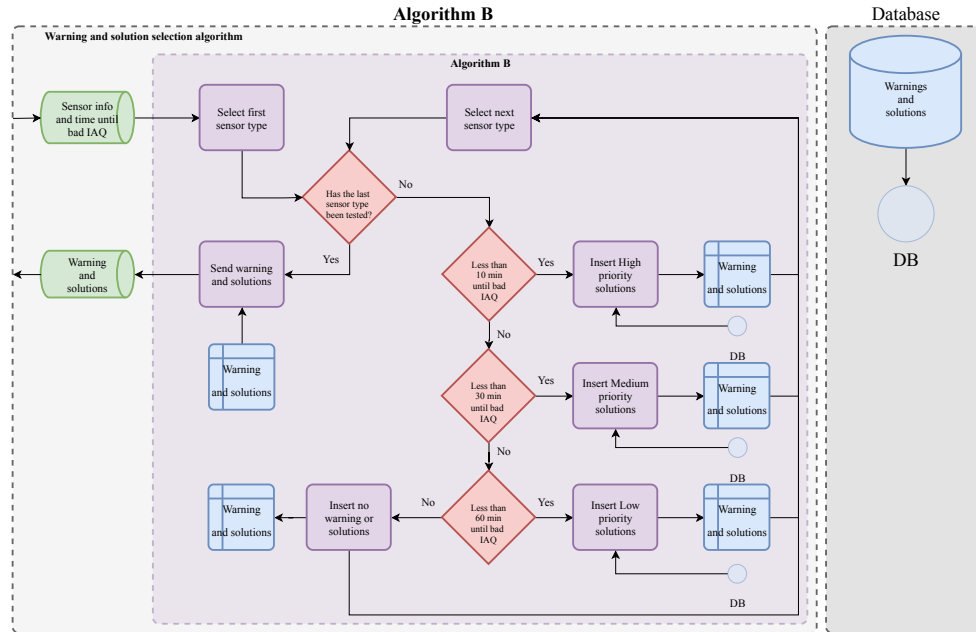 Algorithm B
Database
Warning and solution selection algorithm
Algorithm B
Sensor info
and time until
bad IAQ
Select first
sensor type
Select next
sensor type
Warnings
and
solutions
DB
Has the last
sensor type
been tested?
No
Yes
Warning
and
solutions
Send warning
and solutions
Less than
10 min
until bad
IAQ
Yes
Insert High
priority
solutions
Warning
and solutions
DB
No
Warning
and solutions
Less than
30 min
until bad
IAQ
Yes
Insert Medium
priority
solutions
Warning
and solutions
DB
No
Warning
and solutions
Insert no
warning or
solutions
No
Less than
60 min
until bad
IAQ
Yes
Insert Low
priority
solutions
Warning
and solutions
DB